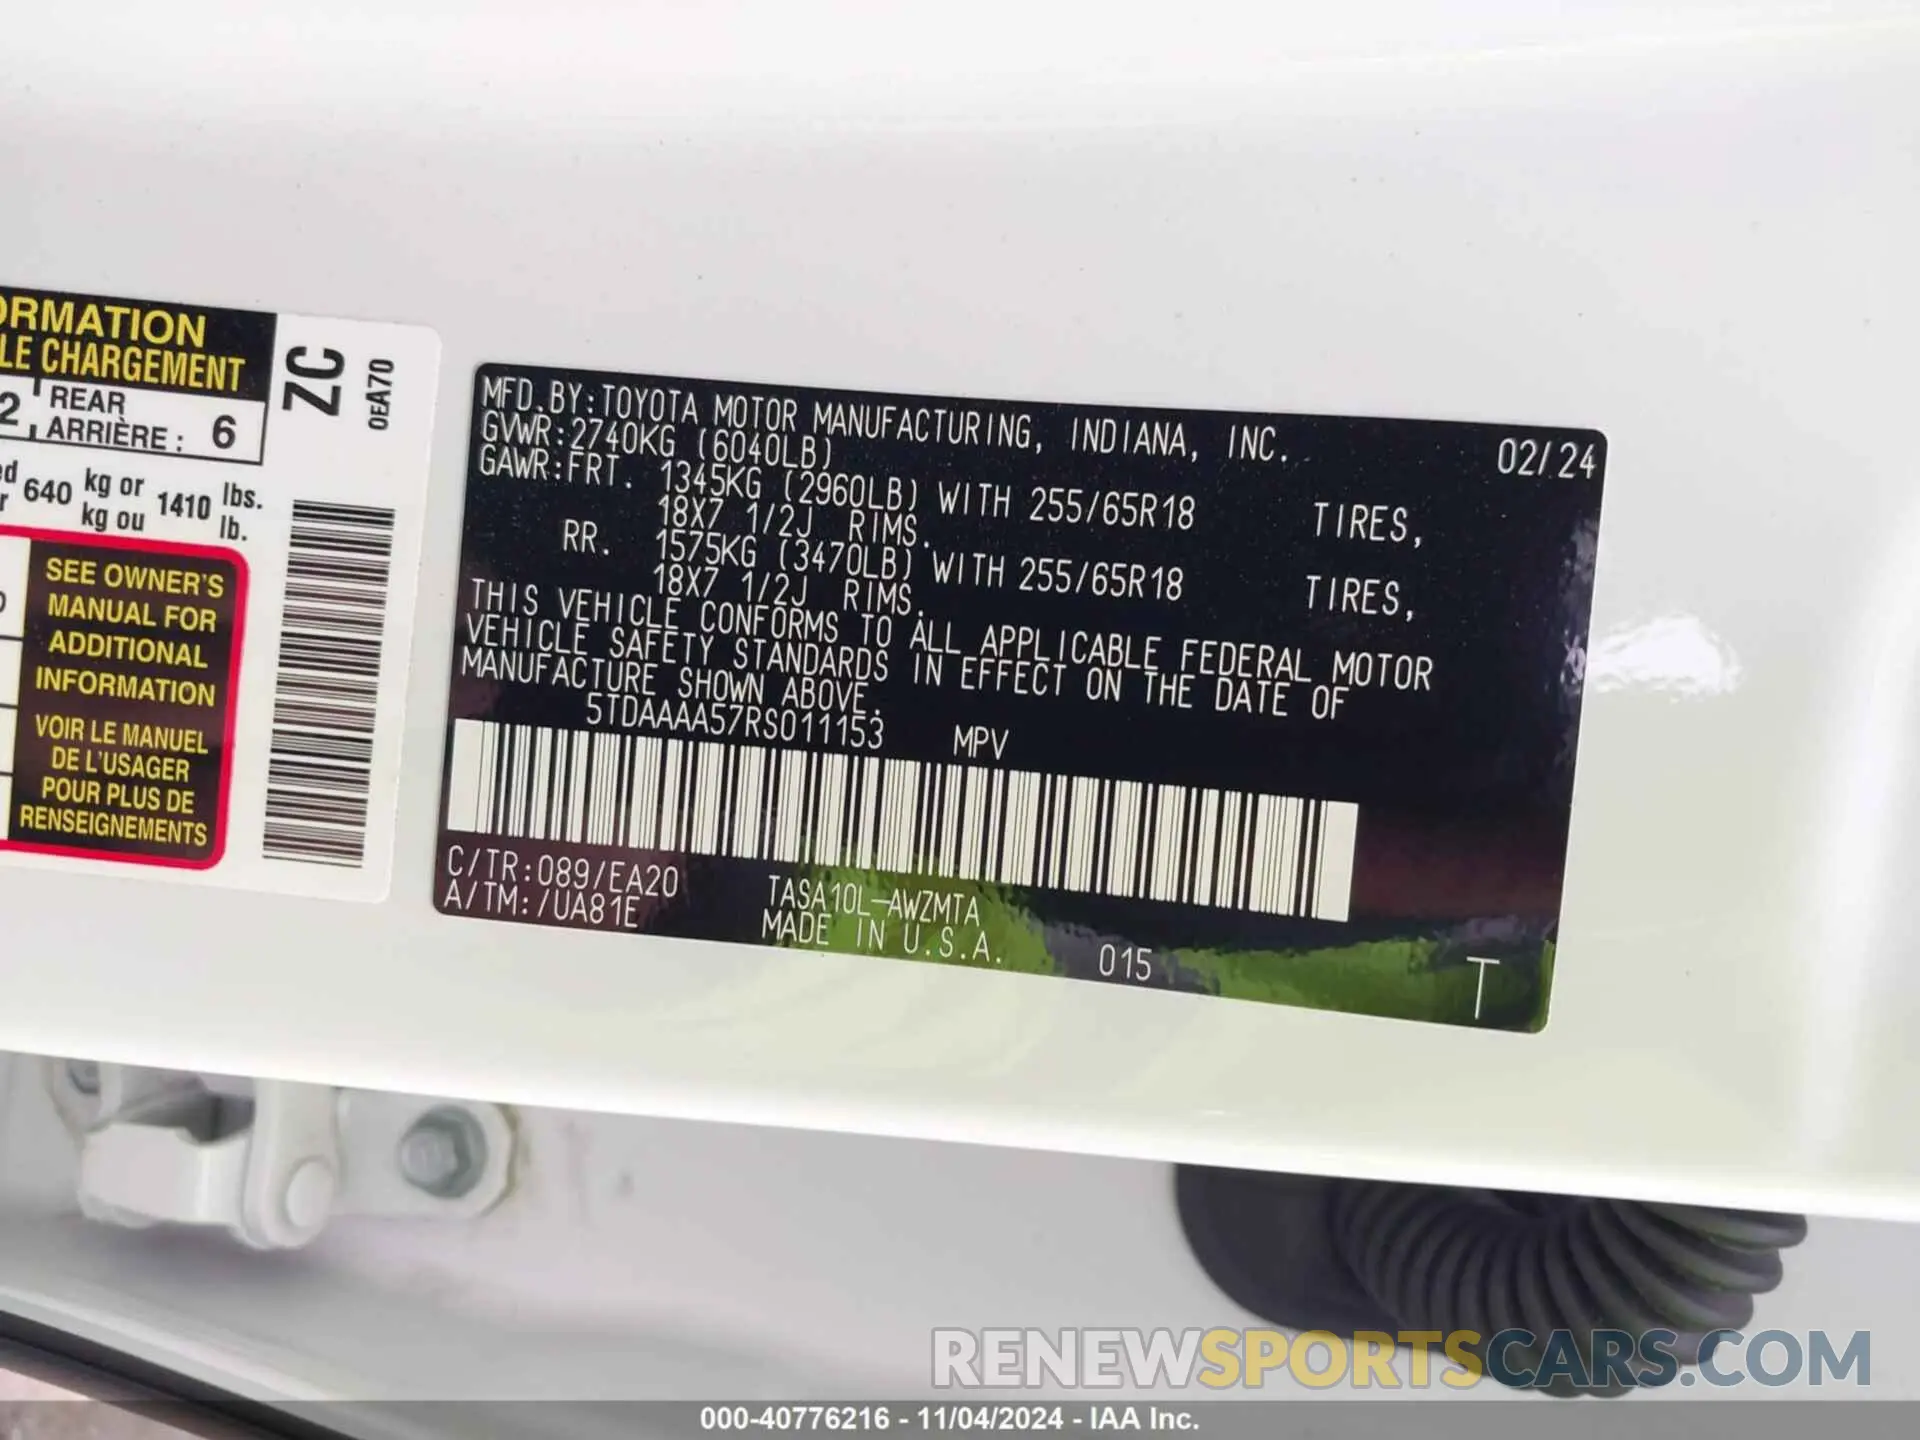 ORMATION
LE CHARGEMENT
2 REAR
ARRIÈRE : 6
640 kg or 1410 lbs.
kg ou lb.
SEE OWNER'S
MANUAL FOR
ADDITIONAL
INFORMATION
VOIR LE MANUEL
DE L'USAGER
POUR PLUS DE
RENSEIGNEMENTS
ZC
0EA70
MFD.BY:TOYOTA MOTOR MANUFACTURING, INDIANA, INC. 02/24
GVWR:2740KG (6040LB)
GAWR:FRT. 1345KG (2960LB) WITH 255/65R18 TIRES,
18X7 1/2J RIMS.
RR. 1575KG (3470LB) WITH 255/65R18 TIRES,
18X7 1/2J RIMS.
THIS VEHICLE CONFORMS TO ALL APPLICABLE FEDERAL MOTOR
VEHICLE SAFETY STANDARDS IN EFFECT ON THE DATE OF
MANUFACTURE SHOWN ABOVE.
5TDAAAA57RS011153 MPV
C/TR:089/EA20 TASA10L-AWZMTA
A/TM:/UA81E MADE IN U.S.A. 015 T
RENEWSPORTSCARS.COM
000-40776216 - 11/04/2024 - IAA Inc.